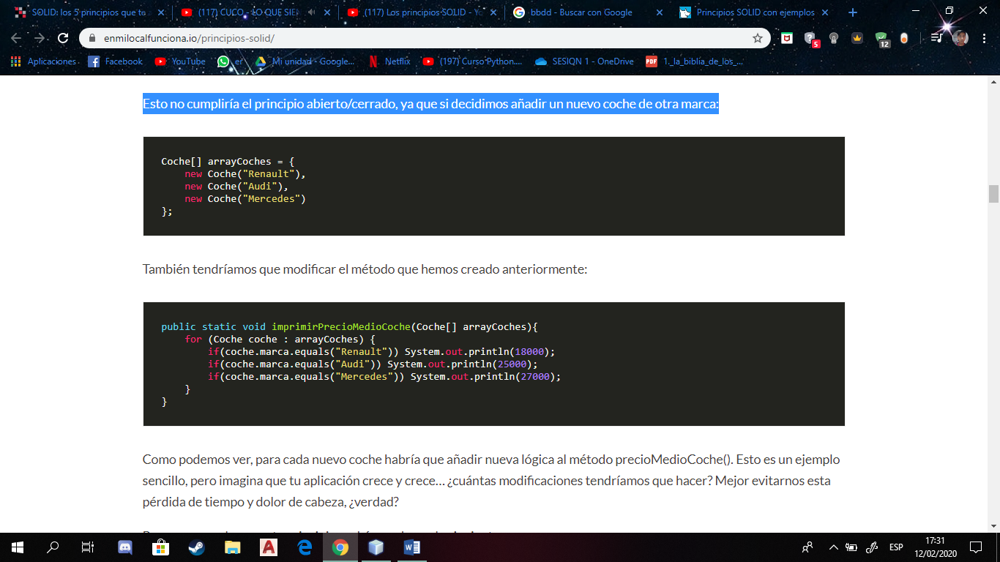 SOLID: los 5 principios que te
(117) CUCO - LO QUE SIEN
(117) Los principios SOLID - Yo
bbdd - Buscar con Google
Principios SOLID con ejemplos
enmilocalfunciona.io/principios-solid/
5
12
Aplicaciones
Facebook
YouTube
er
Mi unidad - Google...
Netflix
(197) Curso Python....
SESIQN 1 - OneDrive
PDF
1._la_biblia_de_los_...
Esto no cumpliría el principio abierto/cerrado, ya que si decidimos añadir un nuevo coche de otra marca:
Coche[] arrayCoches = {
new Coche("Renault"),
new Coche("Audi"),
new Coche("Mercedes")
};
También tendríamos que modificar el método que hemos creado anteriormente:
public static void imprimirPrecioMedioCoche(Coche[] arrayCoches){
for (Coche coche : arrayCoches) {
if(coche.marca.equals("Renault")) System.out.println(18000);
if(coche.marca.equals("Audi")) System.out.println(25000);
if(coche.marca.equals("Mercedes")) System.out.println(27000);
}
}
Como podemos ver, para cada nuevo coche habría que añadir nueva lógica al método precioMedioCoche(). Esto es un ejemplo
sencillo, pero imagina que tu aplicación crece y crece... ¿cuántas modificaciones tendríamos que hacer? Mejor evitarnos esta
pérdida de tiempo y dolor de cabeza, ¿verdad?
ESP
17:31
12/02/2020